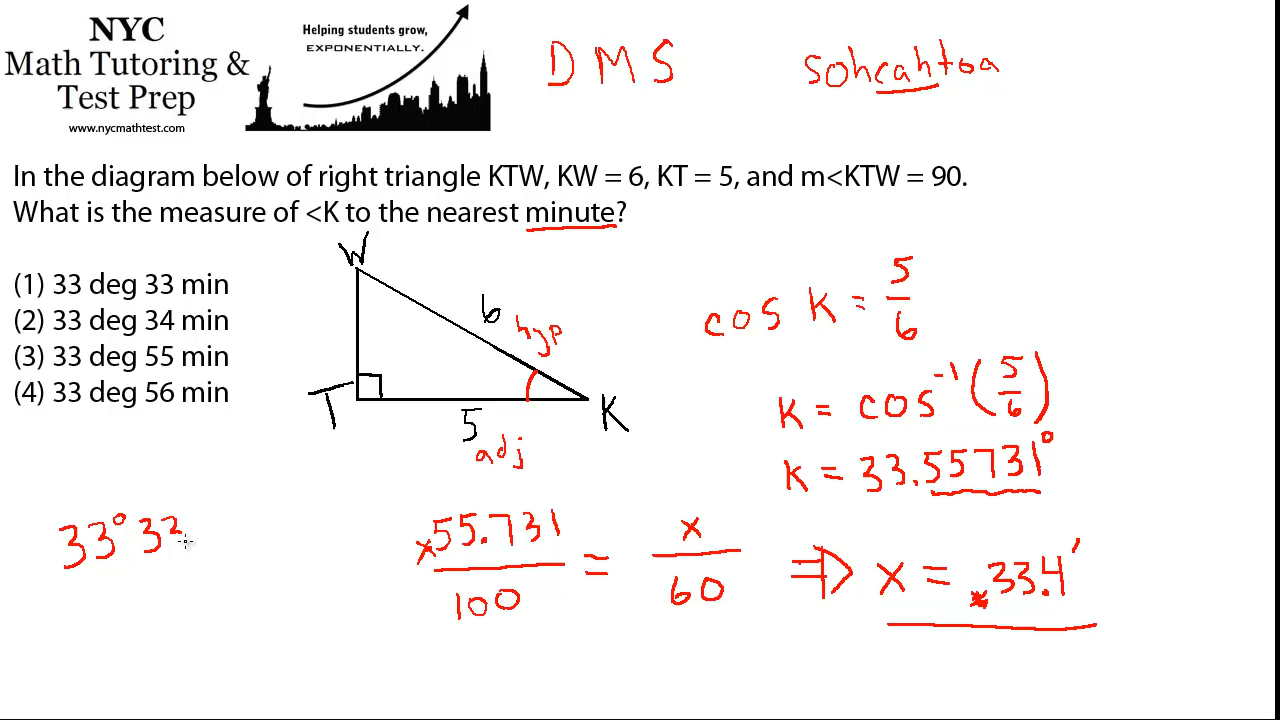 NYC
Math Tutoring &
Test Prep
www.nycmathtest.com
Helping students grow,
EXPONENTIALLY.
D M S
sohcahtoa
In the diagram below of right triangle KTW, KW = 6, KT = 5, and m<KTW = 90.
What is the measure of <K to the nearest minute?
(1) 33 deg 33 min
(2) 33 deg 34 min
(3) 33 deg 55 min
(4) 33 deg 56 min
W
6
hyp
T
5
adj
K
cos K = 5/6
K = cos⁻¹ (5/6)
K = 33.55731°
33° 33
55.731/100 = x/60 ⇒ x = 33.4'